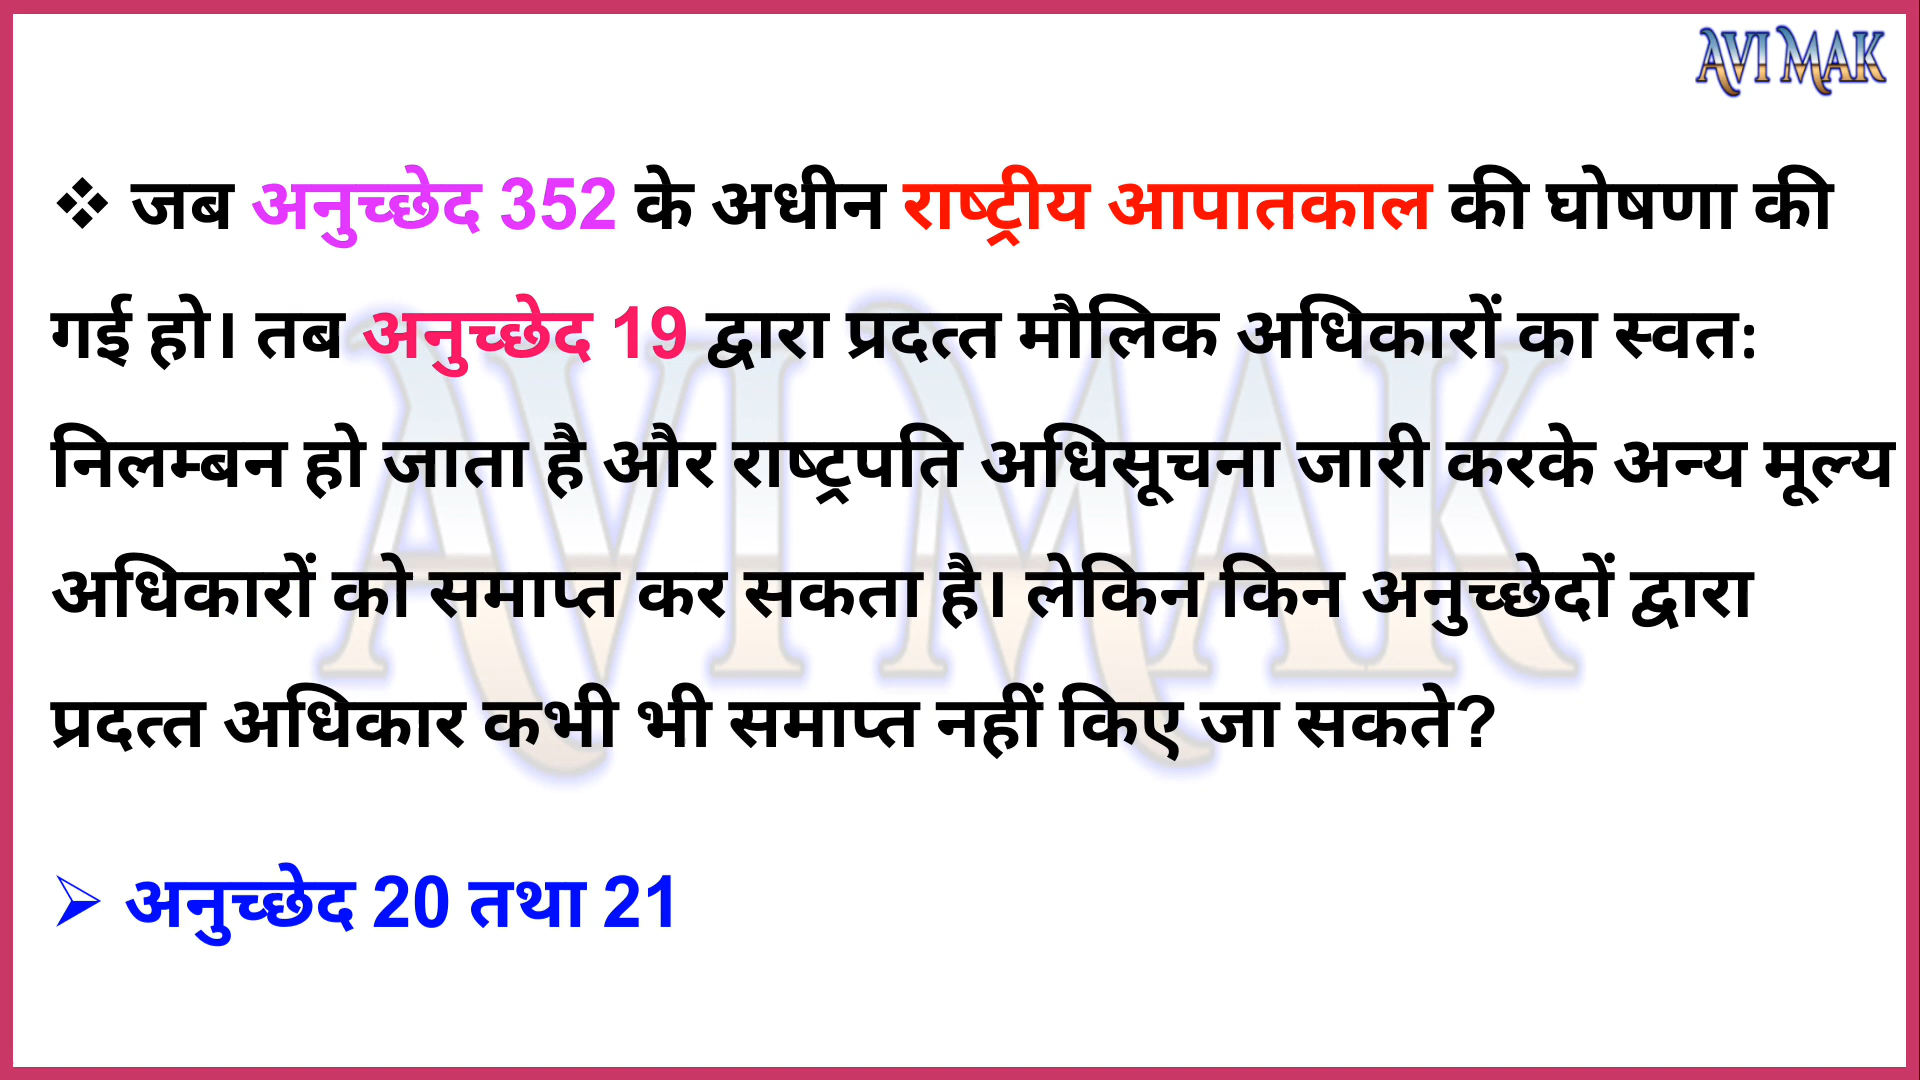 AVI MAK
❖ जब अनुच्छेद 352 के अधीन राष्ट्रीय आपातकाल की घोषणा की
गई हो। तब अनुच्छेद 19 द्वारा प्रदत्त मौलिक अधिकारों का स्वत:
निलम्बन हो जाता है और राष्ट्रपति अधिसूचना जारी करके अन्य मूल्य
अधिकारों को समाप्त कर सकता है। लेकिन किन अनुच्छेदों द्वारा
प्रदत्त अधिकार कभी भी समाप्त नहीं किए जा सकते?
AVI MAK
➢ अनुच्छेद 20 तथा 21